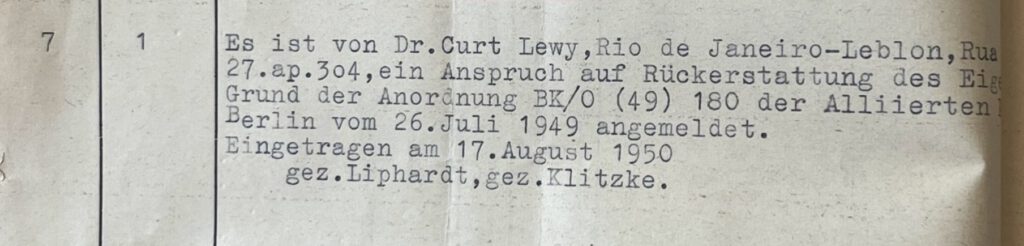 7 1 Es ist von Dr.Curt Lewy,Rio de Janeiro-Leblon,Rua
27.ap.3o4,ein Anspruch auf Rückerstattung des
Grund der Anordnung BK/O (49) 180 der Alliierten
Berlin vom 26.Juli 1949 angemeldet.
Eingetragen am 17.August 1950
gez.Liphardt,gez.Klitzke.